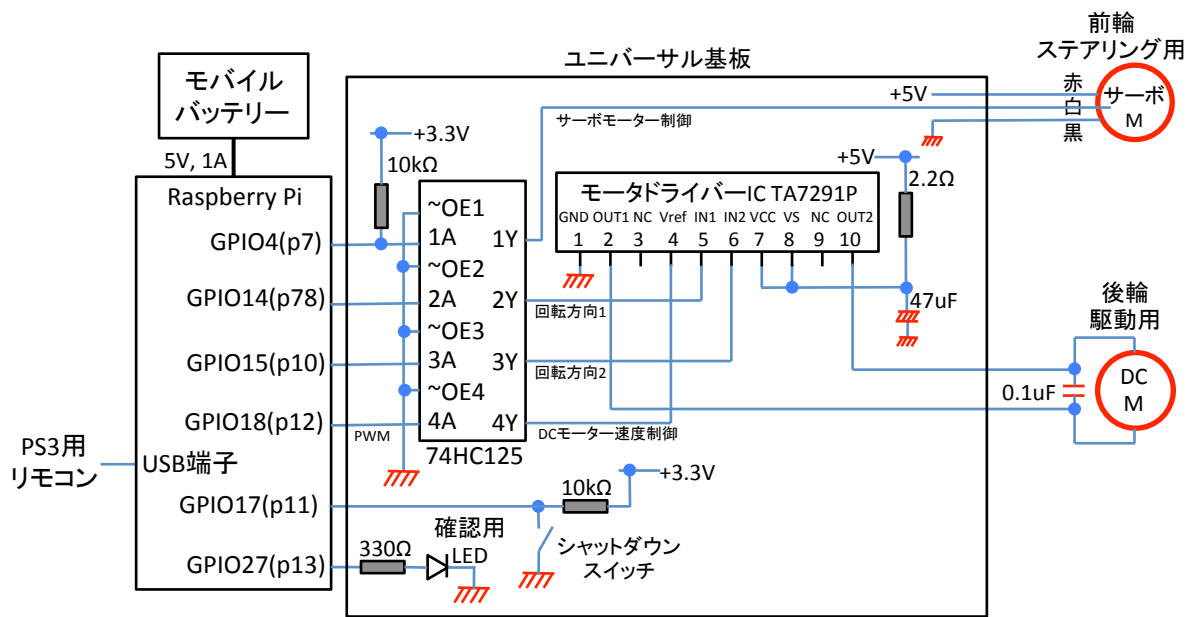 前輪
ステアリング用
ユニバーサル基板
モバイル
バッテリー
+5V
赤
白
黒
サーボ
M
サーボモーター制御
+3.3V
10kΩ
5V, 1A
+5V
2.2Ω
Raspberry Pi
モータドライバーIC TA7291P
GND OUT1 NC Vref IN1 IN2 VCC VS NC OUT2
1 2 3 4 5 6 7 8 9 10
~OE1
GPIO4(p7)
1A 1Y
~OE2
GPIO14(p78)
2A 2Y
回転方向1
47uF
~OE3
GPIO15(p10)
3A 3Y
回転方向2
後輪
駆動用
~OE4
0.1uF
DC
M
GPIO18(p12)
PWM
4A 4Y
DCモーター速度制御
74HC125
PS3用
リモコン
USB端子
+3.3V
10kΩ
GPIO17(p11)
確認用
LED
シャットダウン
スイッチ
330Ω
GPIO27(p13)